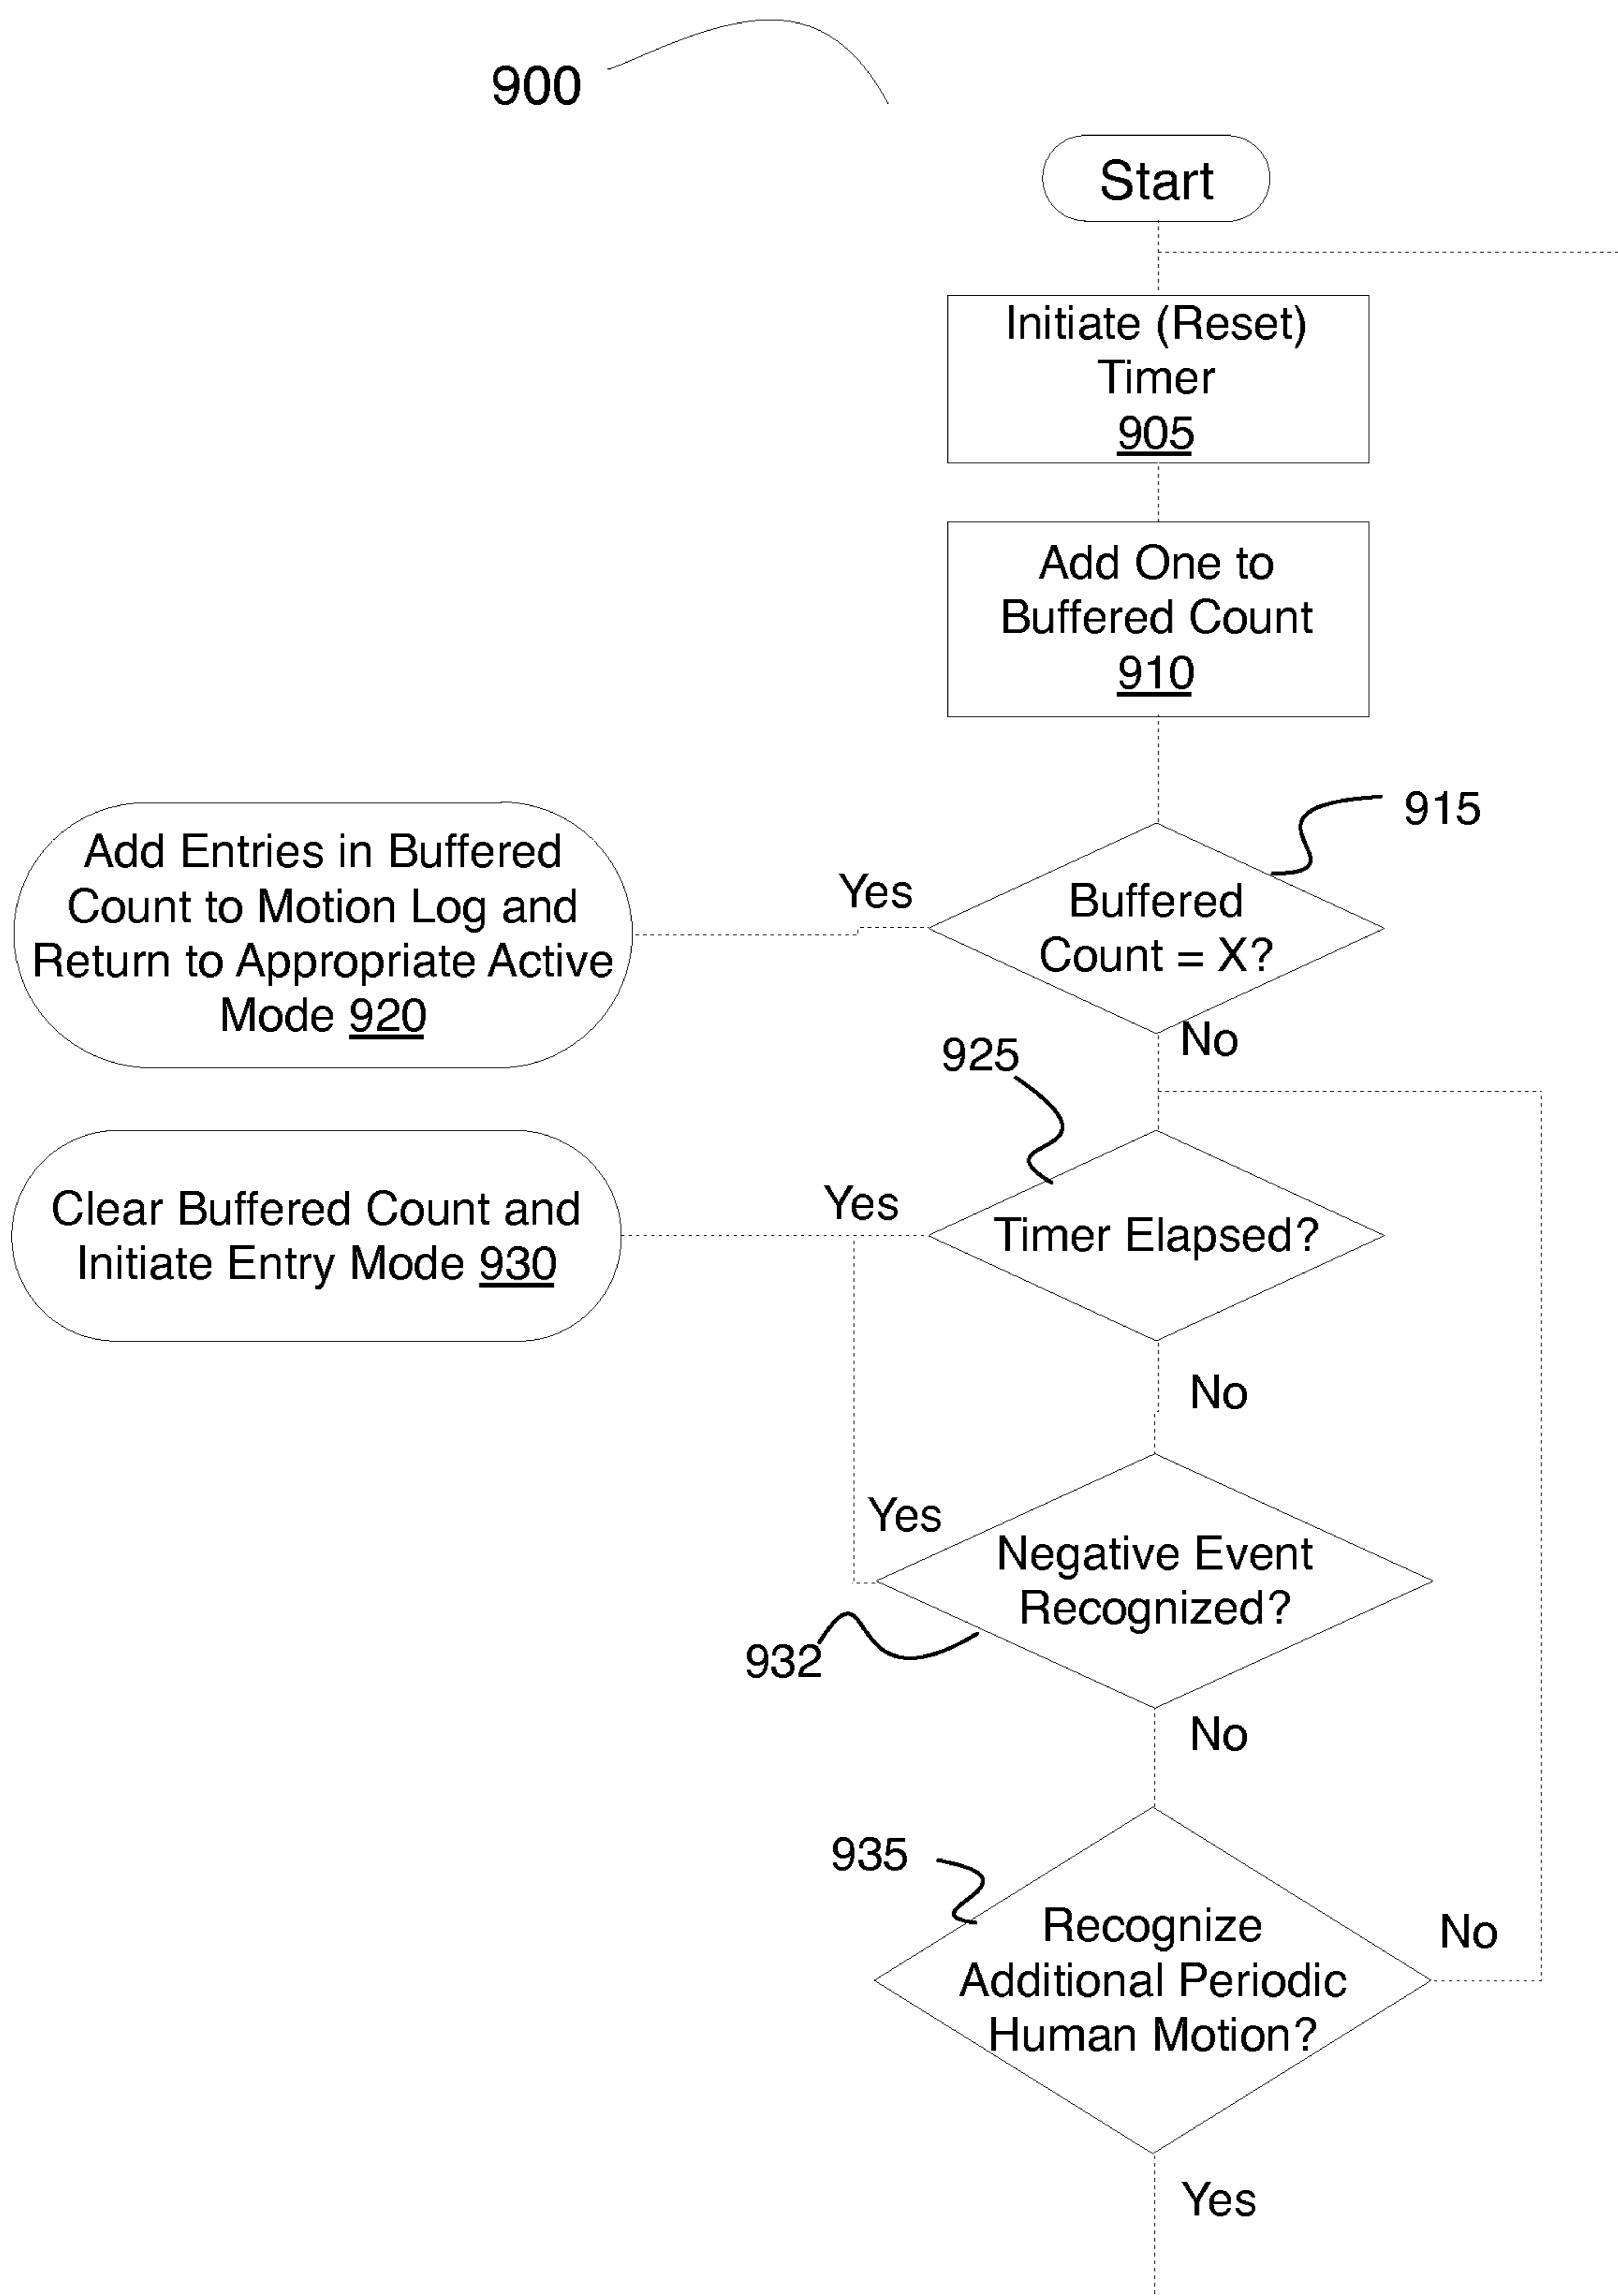 900
Start
Initiate (Reset)
Timer
905
Add One to
Buffered Count
910
915
Buffered
Count = X?
Yes
Add Entries in Buffered
Count to Motion Log and
Return to Appropriate Active
Mode 920
No
925
Timer Elapsed?
Yes
Clear Buffered Count and
Initiate Entry Mode 930
No
Yes
Negative Event
Recognized?
932
No
935
Recognize
Additional Periodic
Human Motion?
No
Yes